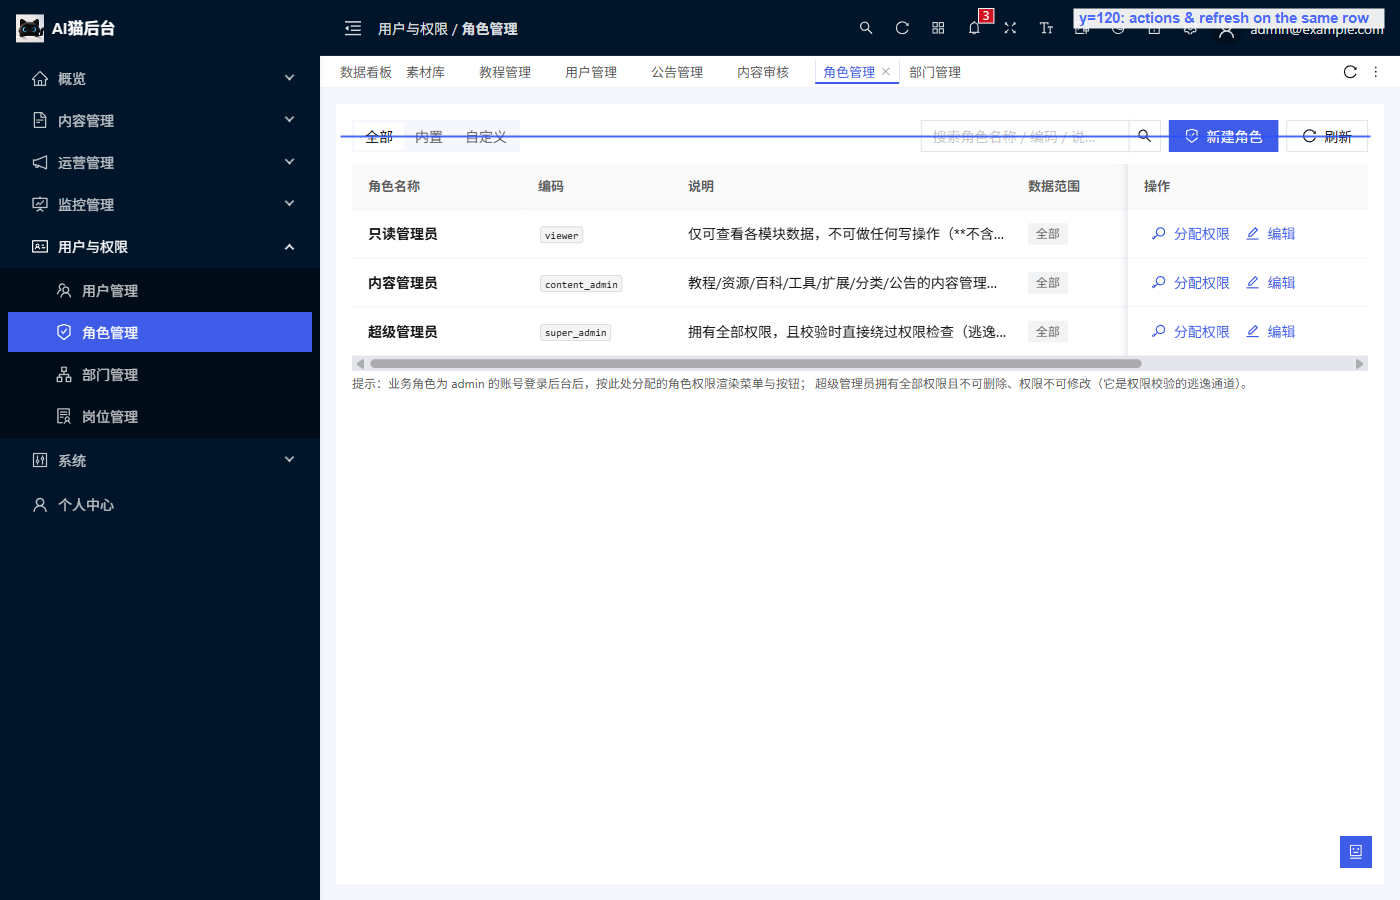 AI猫后台
用户与权限 / 角色管理
3
y=120: actions & refresh on the same row
admin@example.com
概览
内容管理
运营管理
监控管理
用户与权限
用户管理
角色管理
部门管理
岗位管理
系统
个人中心
数据看板 素材库 教程管理 用户管理 公告管理 内容审核 角色管理 部门管理
全部 内置 自定义 搜索角色名称 / 编码 / 说... 新建角色 刷新
角色名称 编码 说明 数据范围 操作
只读管理员 viewer 仅可查看各模块数据，不可做任何写操作（**不含... 全部 分配权限 编辑
内容管理员 content_admin 教程/资源/百科/工具/扩展/分类/公告的内容管理... 全部 分配权限 编辑
超级管理员 super_admin 拥有全部权限，且校验时直接绕过权限检查（逃逸... 全部 分配权限 编辑
提示：业务角色为 admin 的账号登录后台后，按此处分配的角色权限渲染菜单与按钮； 超级管理员拥有全部权限且不可删除、权限不可修改（它是权限校验的逃逸通道）。